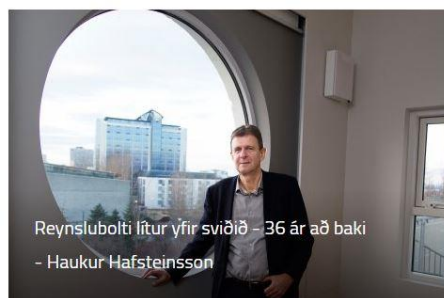 Reynslubolti lítur yfir sviðið - 36 ár að baki
- Haukur Hafsteinsson